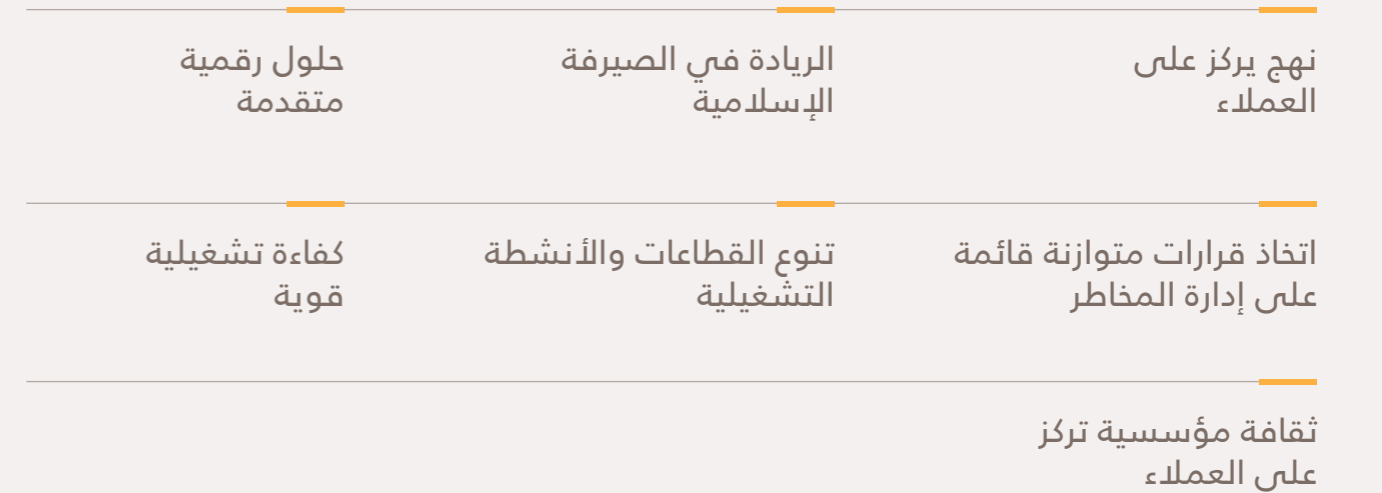 نهج يركز على
العملاء
الريادة في الصيرفة
الإسلامية
حلول رقمية
متقدمة
اتخاذ قرارات متوازنة قائمة
على إدارة المخاطر
تنوع القطاعات والأنشطة
التشغيلية
كفاءة تشغيلية
قوية
ثقافة مؤسسية تركز
على العملاء